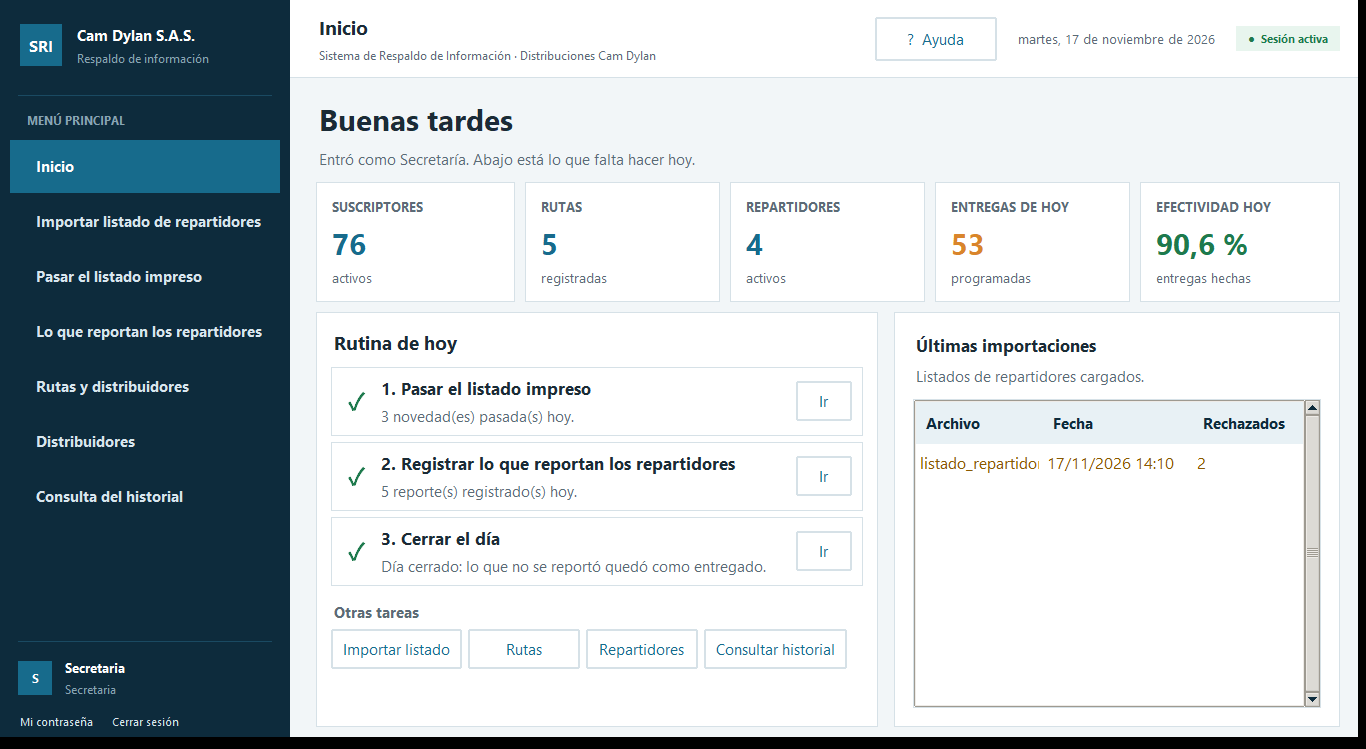 SRI
Cam Dylan S.A.S.
Respaldo de información
MENÚ PRINCIPAL
Inicio
Importar listado de repartidores
Pasar el listado impreso
Lo que reportan los repartidores
Rutas y distribuidores
Distribuidores
Consulta del historial
S
Secretaria
Secretaria
Mi contraseña Cerrar sesión
Inicio
Sistema de Respaldo de Información · Distribuciones Cam Dylan
? Ayuda
martes, 17 de noviembre de 2026
● Sesión activa
Buenas tardes
Entró como Secretaría. Abajo está lo que falta hacer hoy.
SUSCRIPTORES
76
activos
RUTAS
5
registradas
REPARTIDORES
4
activos
ENTREGAS DE HOY
53
programadas
EFECTIVIDAD HOY
90,6 %
entregas hechas
Rutina de hoy
✓
1. Pasar el listado impreso
3 novedad(es) pasada(s) hoy.
Ir
✓
2. Registrar lo que reportan los repartidores
5 reporte(s) registrado(s) hoy.
Ir
✓
3. Cerrar el día
Día cerrado: lo que no se reportó quedó como entregado.
Ir
Otras tareas
Importar listado Rutas Repartidores Consultar historial
Últimas importaciones
Listados de repartidores cargados.
Archivo Fecha Rechazados
listado_repartidor 17/11/2026 14:10 2